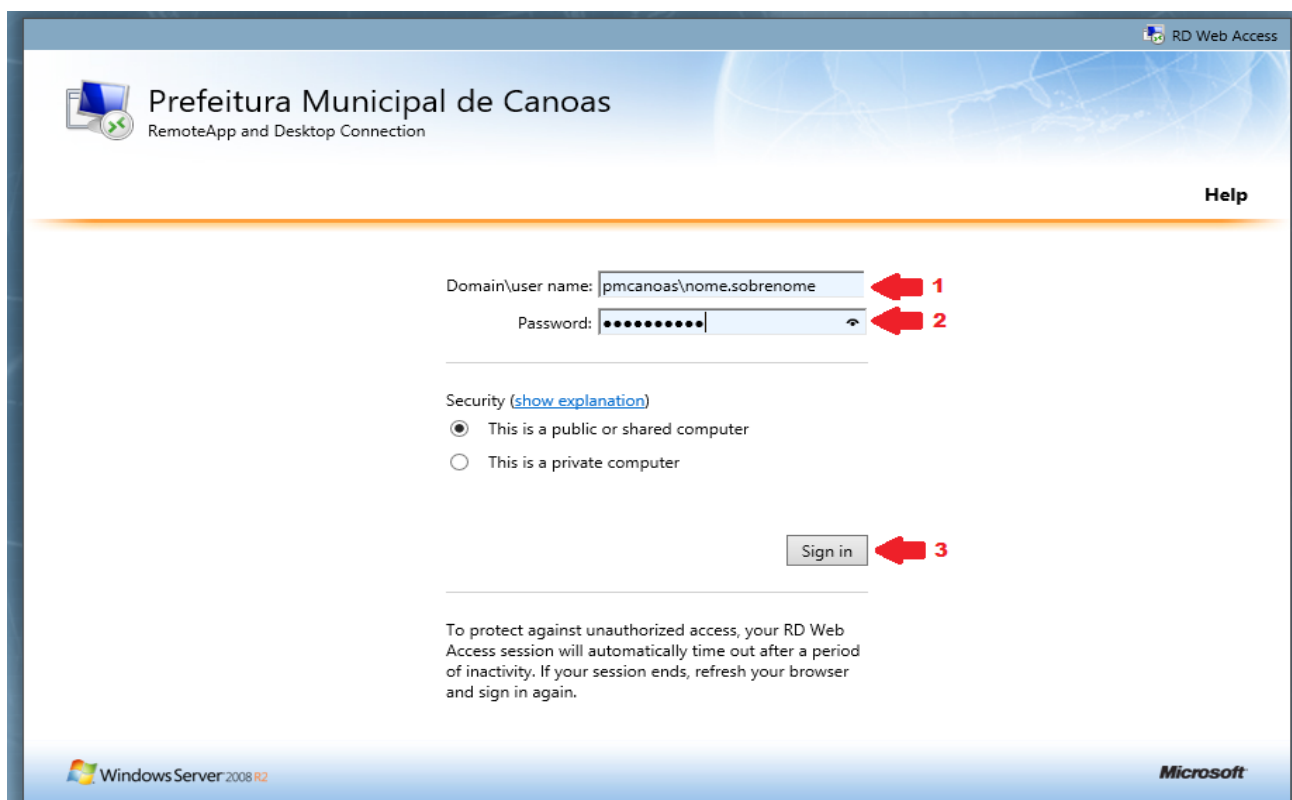 RD Web Access
Prefeitura Municipal de Canoas
RemoteApp and Desktop Connection
Help
Domain\user name: pmcanoas\nome.sobrenome 1
Password: ●●●●●●●●●● 2
Security (show explanation)
This is a public or shared computer
This is a private computer
Sign in 3
To protect against unauthorized access, your RD Web
Access session will automatically time out after a period
of inactivity. If your session ends, refresh your browser
and sign in again.
Windows Server 2008 R2 Microsoft